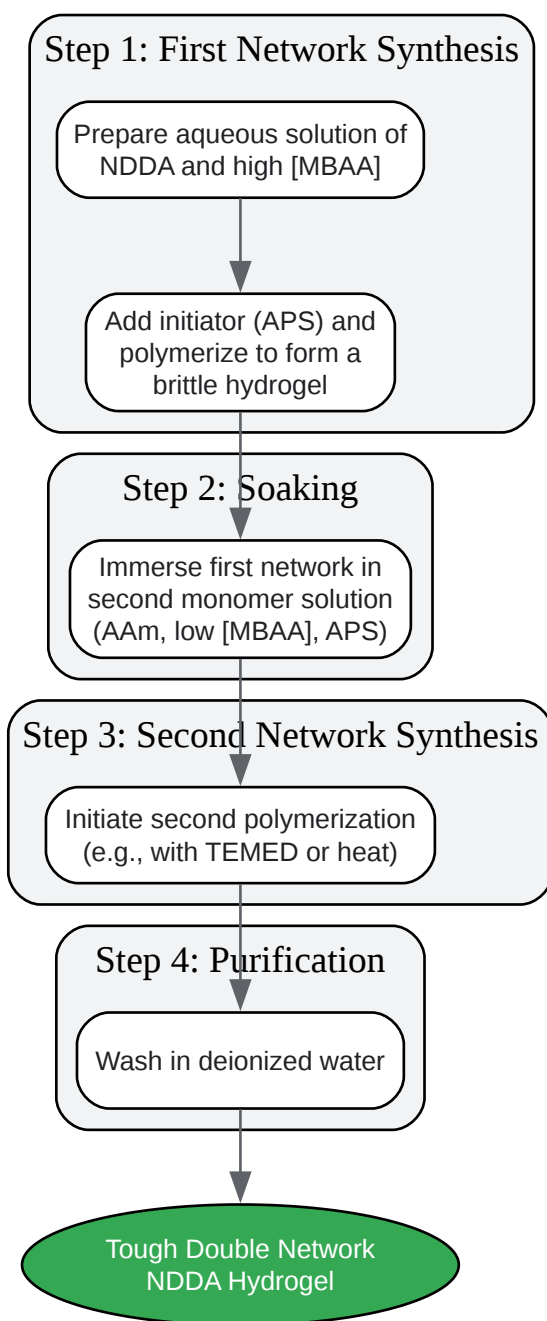 Step 1: First Network Synthesis
Prepare aqueous solution of
NDDA and high [MBAA]
Add initiator (APS) and
polymerize to form a
brittle hydrogel
Step 2: Soaking
Immerse first network in
second monomer solution
(AAm, low [MBAA], APS)
Step 3: Second Network Synthesis
Initiate second polymerization
(e.g., with TEMED or heat)
Step 4: Purification
Wash in deionized water
Tough Double Network
NDDA Hydrogel